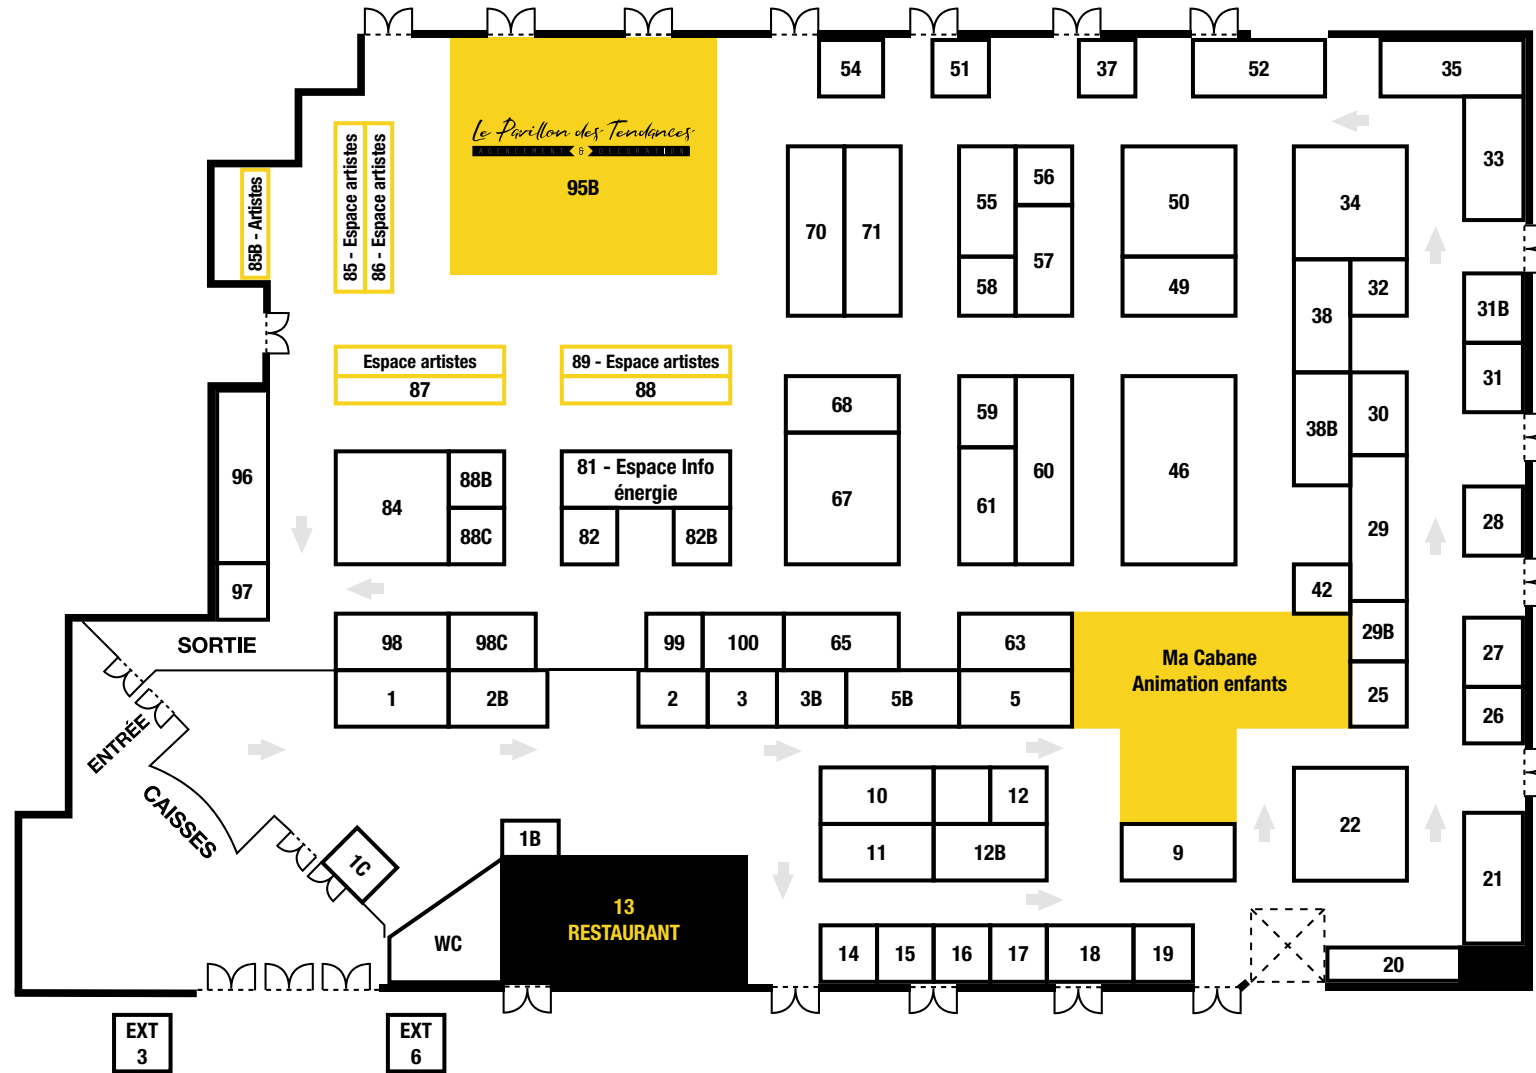 54
51
37
52
35
Le Pavillon des Tendances
AGENCEMENT & DÉCORATION
95B
85B - Artistes
85 - Espace artistes
86 - Espace artistes
33
70
71
55
56
57
58
50
49
34
38
32
31B
31
Espace artistes
87
89 - Espace artistes
88
68
67
59
60
61
46
38B
30
29
28
96
97
84
88B
88C
81 - Espace Info
énergie
82
82B
42
29B
25
27
26
SORTIE
98
98C
99
100
65
63
Ma Cabane
Animation enfants
1
2B
2
3
3B
5B
5
ENTRÉE
CAISSES
1C
1B
10
12
11
12B
9
22
21
WC
13
RESTAURANT
14
15
16
17
18
19
20
EXT
3
EXT
6